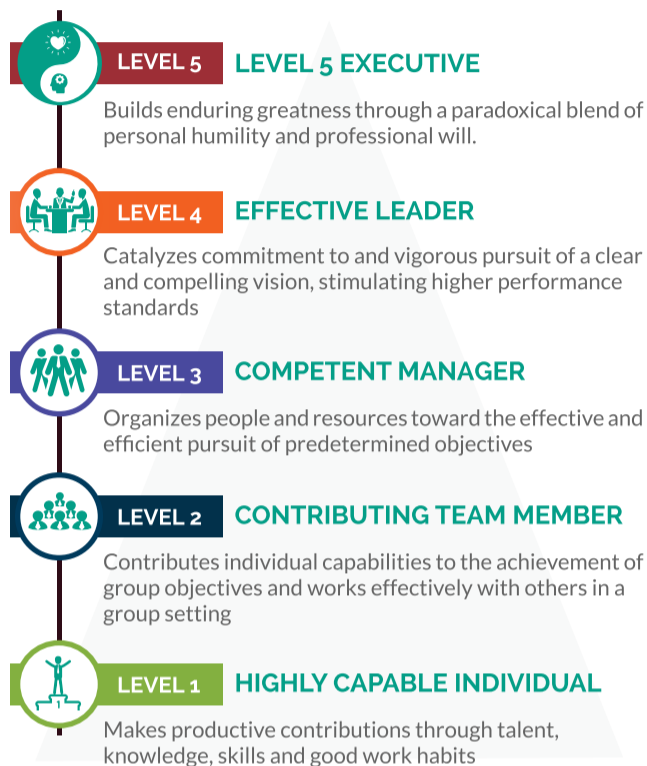 LEVEL 5 LEVEL 5 EXECUTIVE
Builds enduring greatness through a paradoxical blend of
personal humility and professional will.
LEVEL 4 EFFECTIVE LEADER
Catalyzes commitment to and vigorous pursuit of a clear
and compelling vision, stimulating higher performance
standards
LEVEL 3 COMPETENT MANAGER
Organizes people and resources toward the effective and
efficient pursuit of predetermined objectives
LEVEL 2 CONTRIBUTING TEAM MEMBER
Contributes individual capabilities to the achievement of
group objectives and works effectively with others in a
group setting
LEVEL 1 HIGHLY CAPABLE INDIVIDUAL
1
Makes productive contributions through talent,
knowledge, skills and good work habits